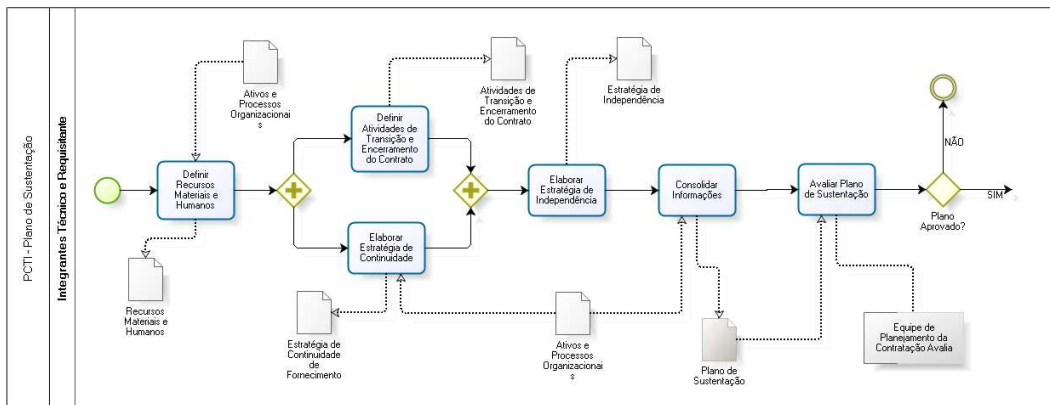 PCTI - Plano de Sustentação
Integrantes Técnico e Requisitante
Ativos e
Processos
Organizacionai
s
Definir
Recursos
Materiais e
Humanos
Recursos
Materiais e
Humanos
Definir
Atividades de
Transição e
Encerramento
do Contrato
Atividades de
Transição e
Encerramento
do Contrato
Elaborar
Estratégia de
Continuidade
Estratégia de
Continuidade
de
Fornecimento
Elaborar
Estratégia de
Independência
Estratégia de
Independência
Ativos e
Processos
Organizacionai
s
Consolidar
Informações
Plano de
Sustentação
Avaliar Plano
de Sustentação
Equipe de
Planejamento da
Contratação Avalia
NÃO
SIM
Plano
Aprovado?